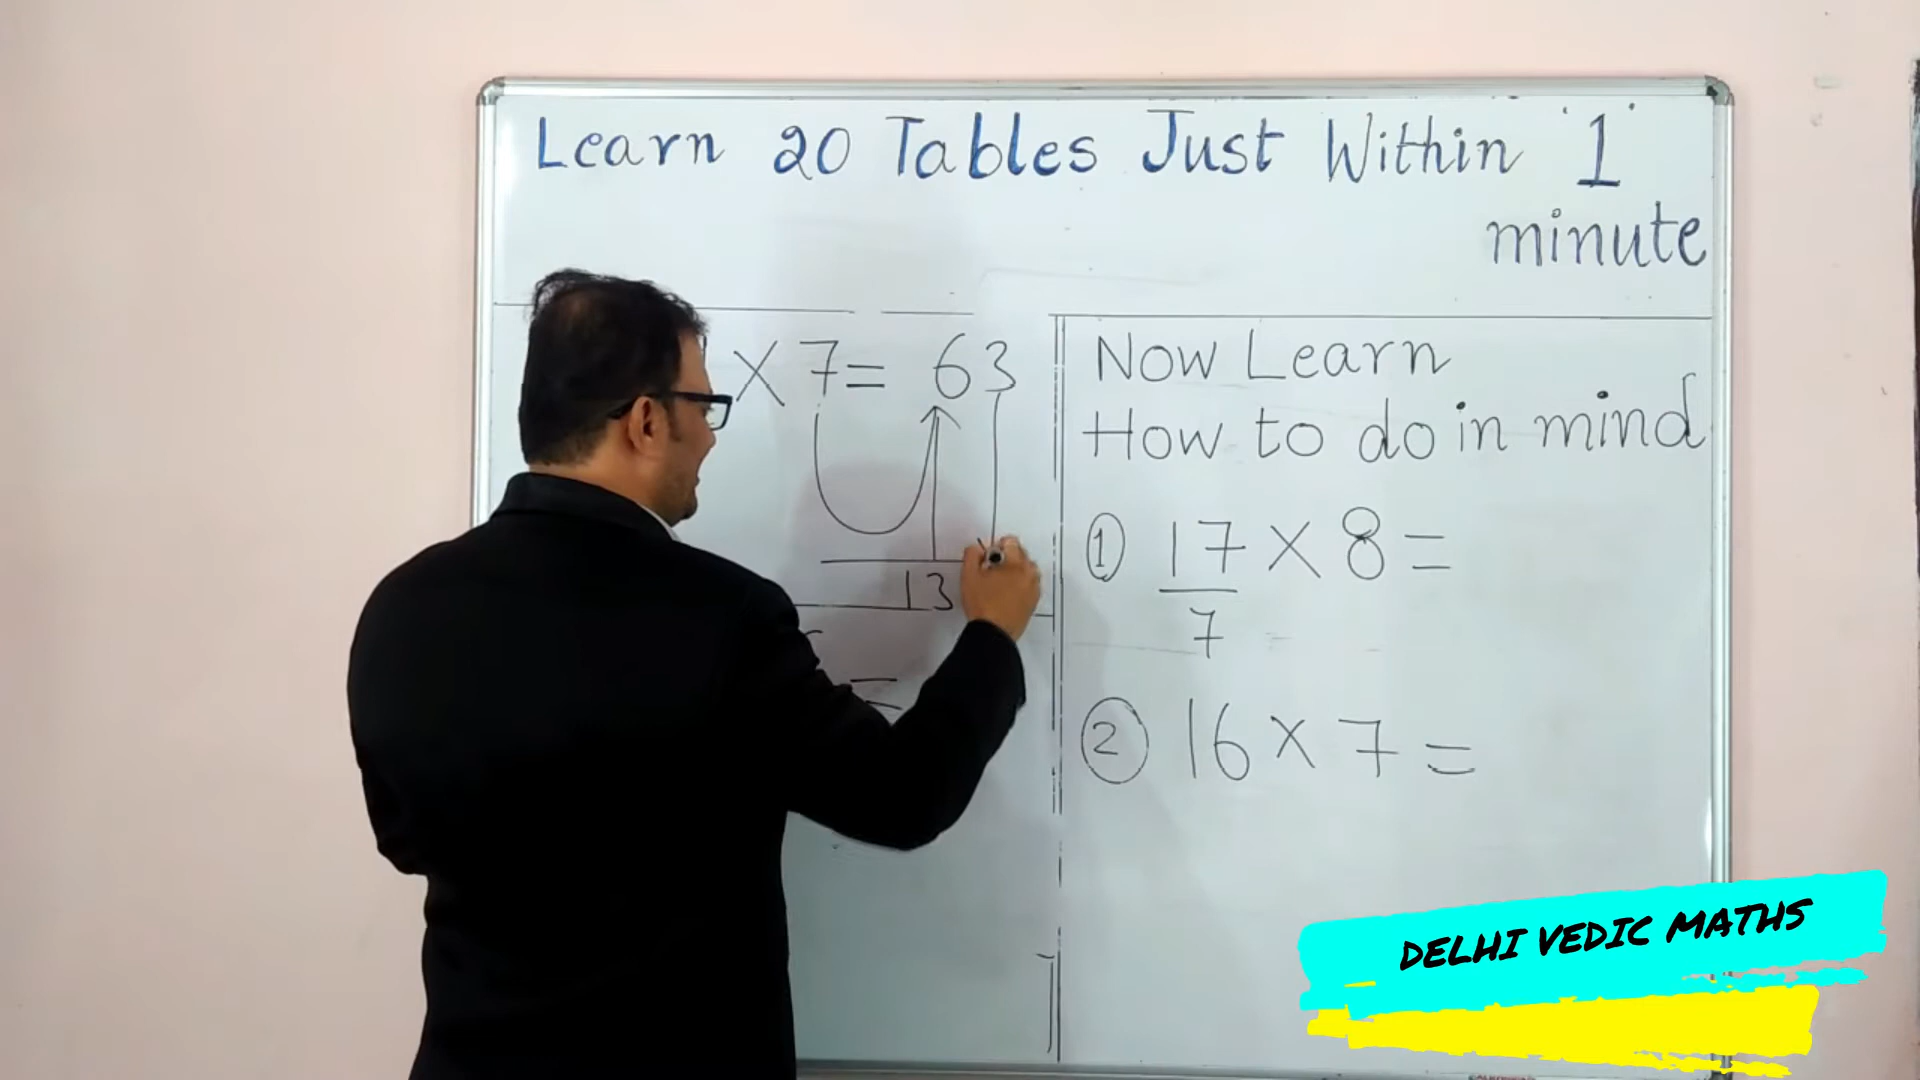 Learn 20 Tables Just Within '1'
minute
X 7 = 63
13
Now Learn
How to do in mind
① 17 X 8 =
7
② 16 X 7 =
DELHI VEDIC MATHS